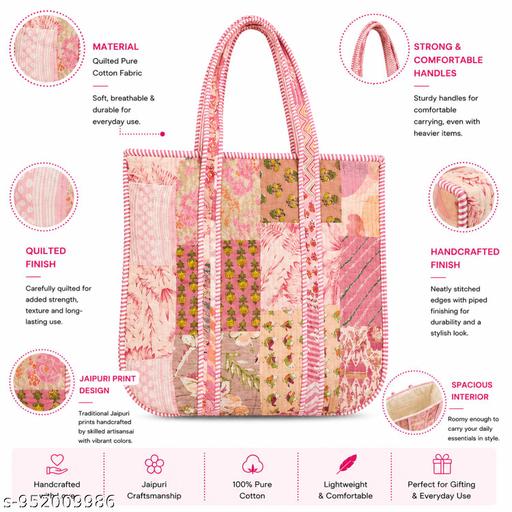 MATERIAL
Quilted Pure
Cotton Fabric
Soft, breathable &
durable for
everyday use.
STRONG &
COMFORTABLE
HANDLES
Sturdy handles for
comfortable
carrying, even with
heavier items.
QUILTED
FINISH
Carefully quilted for
added strength,
texture and long-
lasting use.
HANDCRAFTED
FINISH
Neatly stitched
edges with piped
finishing for
durability and a
stylish look.
JAIPURI PRINT
DESIGN
Traditional Jaipuri
prints handcrafted
by skilled artisansai
with vibrant colors.
SPACIOUS
INTERIOR
Roomy enough to
carry your daily
essentials in style.
Handcrafted
Jaipuri
Craftsmanship
100% Pure
Cotton
Lightweight
& Comfortable
Perfect for Gifting
& Everyday Use
s-952009986